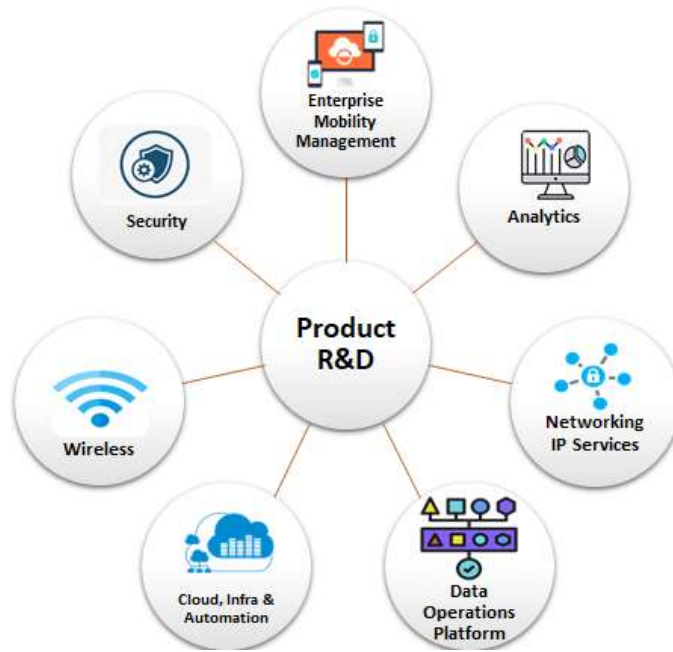 Enterprise
Mobility
Management
Security
Analytics
Product
R&D
Wireless
Networking
IP Services
Cloud, Infra &
Automation
Data
Operations
Platform